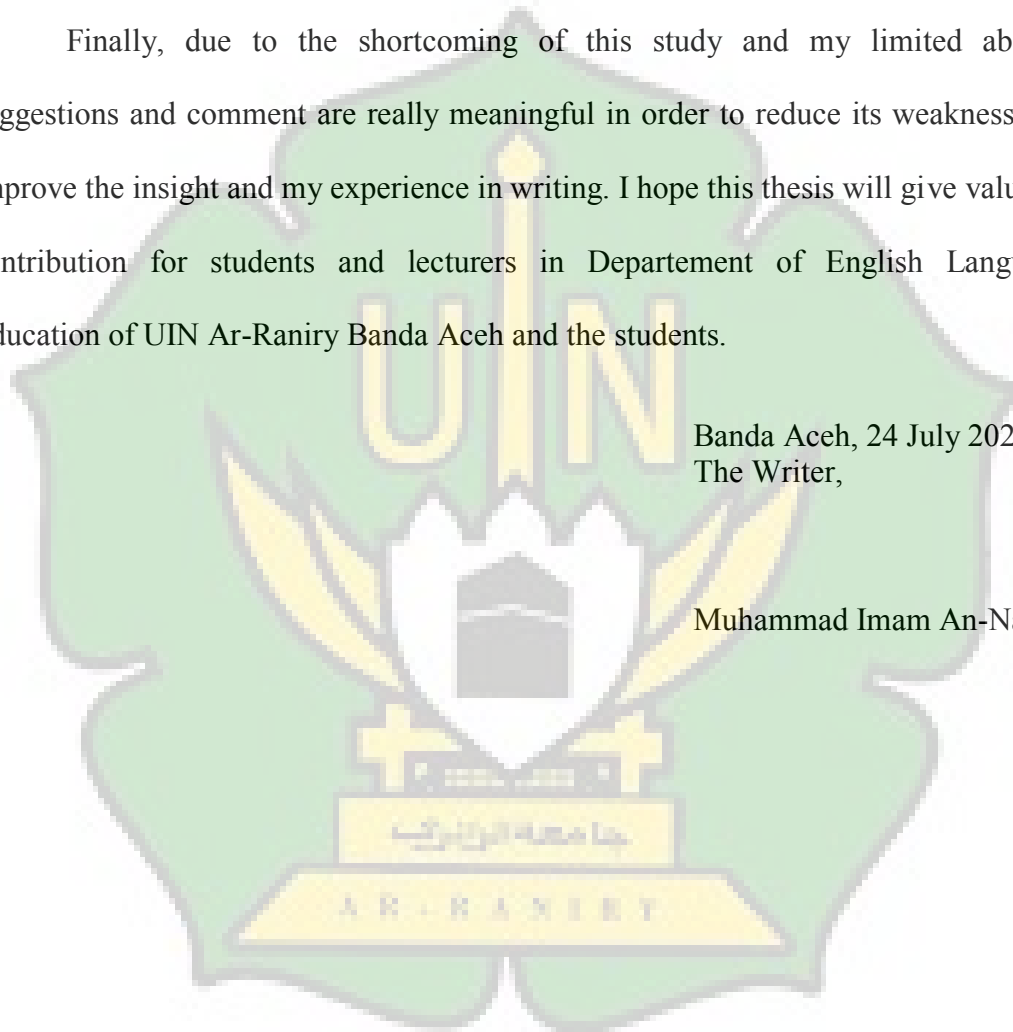 Finally, due to the shortcoming of this study and my limited ab
ggestions and comment are really meaningful in order to reduce its weakness
nprove the insight and my experience in writing. I hope this thesis will give valu
ntribution for students and lecturers in Departement of English Lang
ducation of UIN Ar-Raniry Banda Aceh and the students.
UIN
Banda Aceh, 24 July 202
The Writer,
Muhammad Imam An-N
جامعة الرانيري
AR-RANIRY